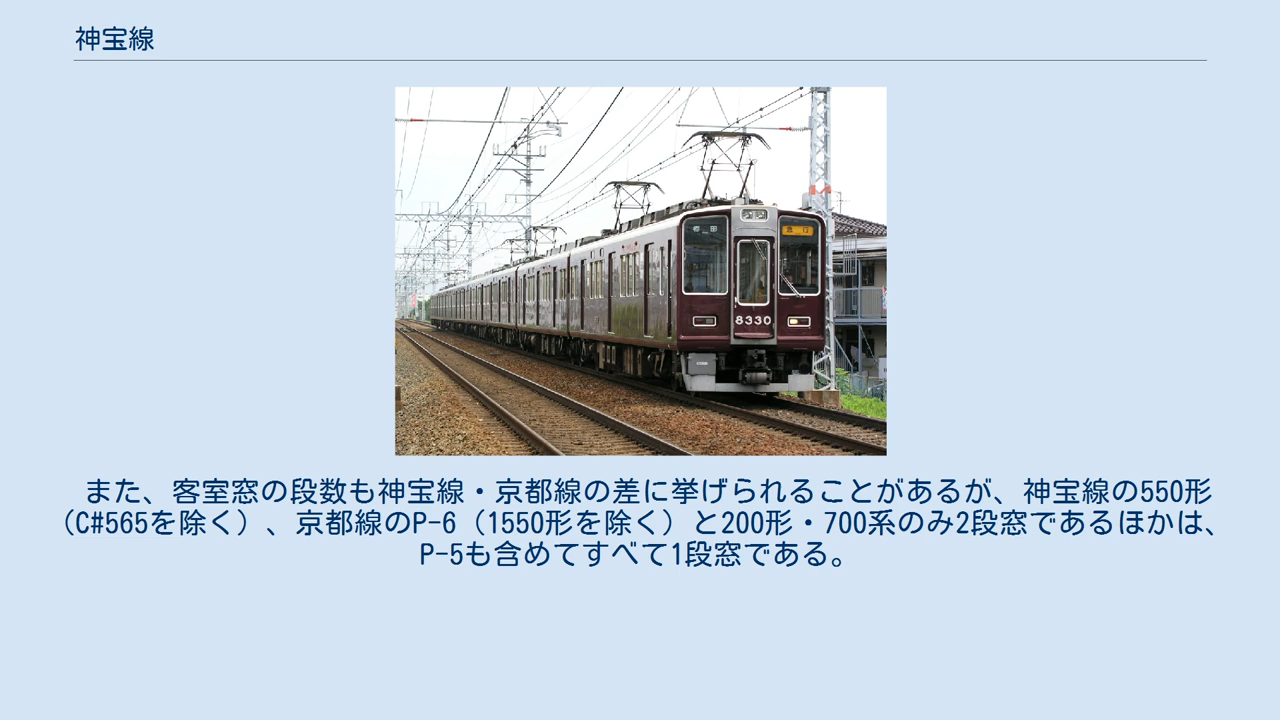 神宝線
急行
8330
また、客室窓の段数も神宝線・京都線の差に挙げられることがあるが、神宝線の550形
（C#565を除く）、京都線のP-6（1550形を除く）と200形・700系のみ2段窓であるほかは、
P-5も含めてすべて1段窓である。